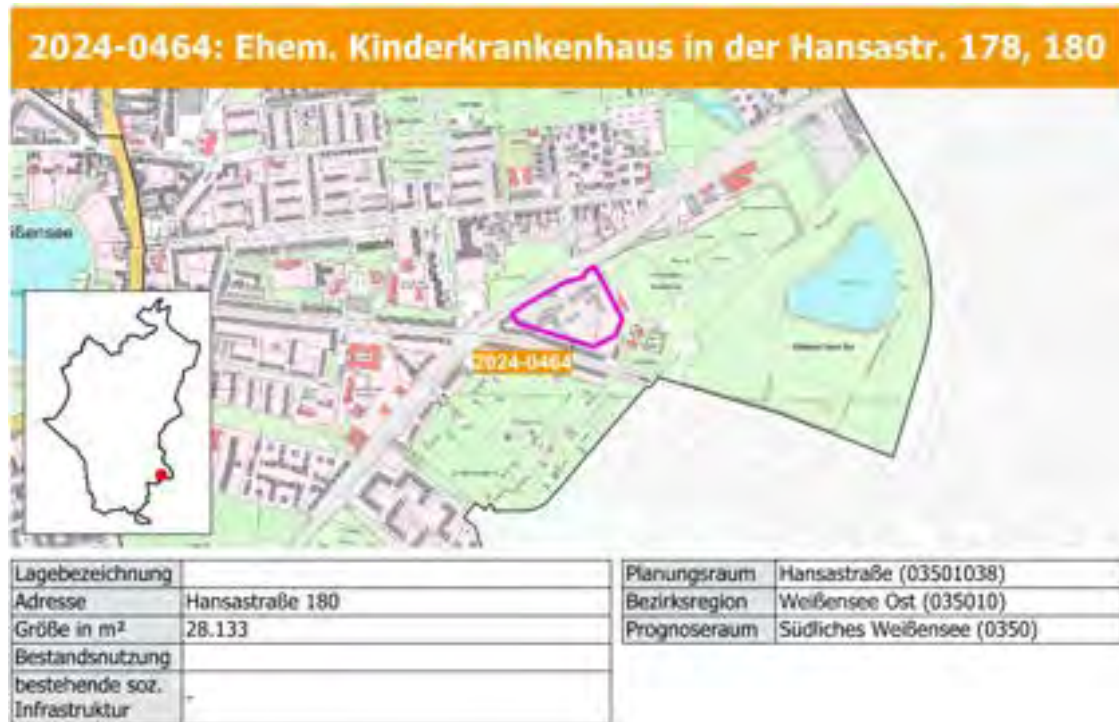 2024-0464: Ehem. Kinderkrankenhaus in der Hansastr. 178, 180
ißensee
2024-0464
Lagebezeichnung
Adresse Hansastraße 180
Größe in m² 28.133
Bestandsnutzung
bestehende soz.
Infrastruktur -
Planungsraum Hansastraße (03501038)
Bezirksregion Weißensee Ost (035010)
Prognoseraum Südliches Weißensee (0350)